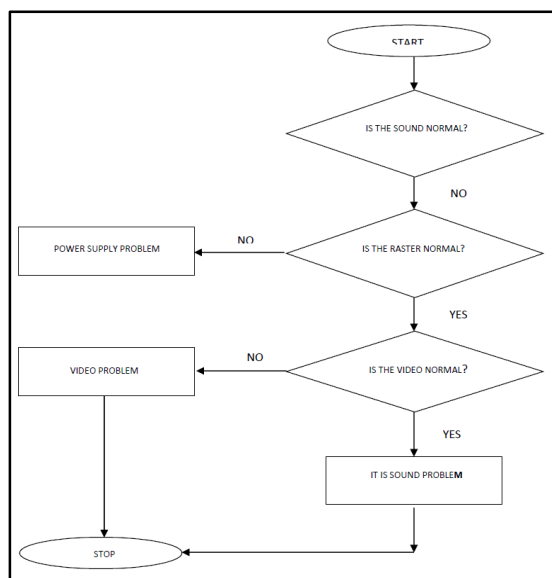 START
IS THE SOUND NORMAL?
NO
NO
POWER SUPPLY PROBLEM
IS THE RASTER NORMAL?
YES
NO
VIDEO PROBLEM
IS THE VIDEO NORMAL?
YES
IT IS SOUND PROBLEM
STOP